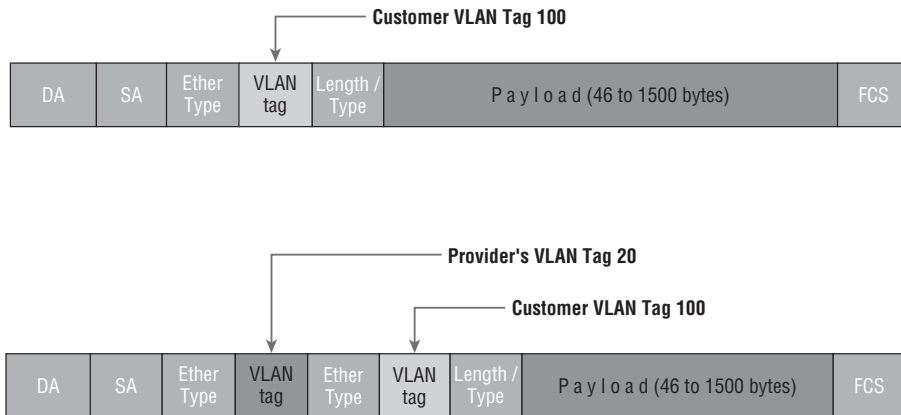 Customer VLAN Tag 100
DA SA Ether Type VLAN tag Length / Type Payload (46 to 1500 bytes) FCS
Provider's VLAN Tag 20
Customer VLAN Tag 100
DA SA Ether Type VLAN tag Ether Type VLAN tag Length / Type Payload (46 to 1500 bytes) FCS